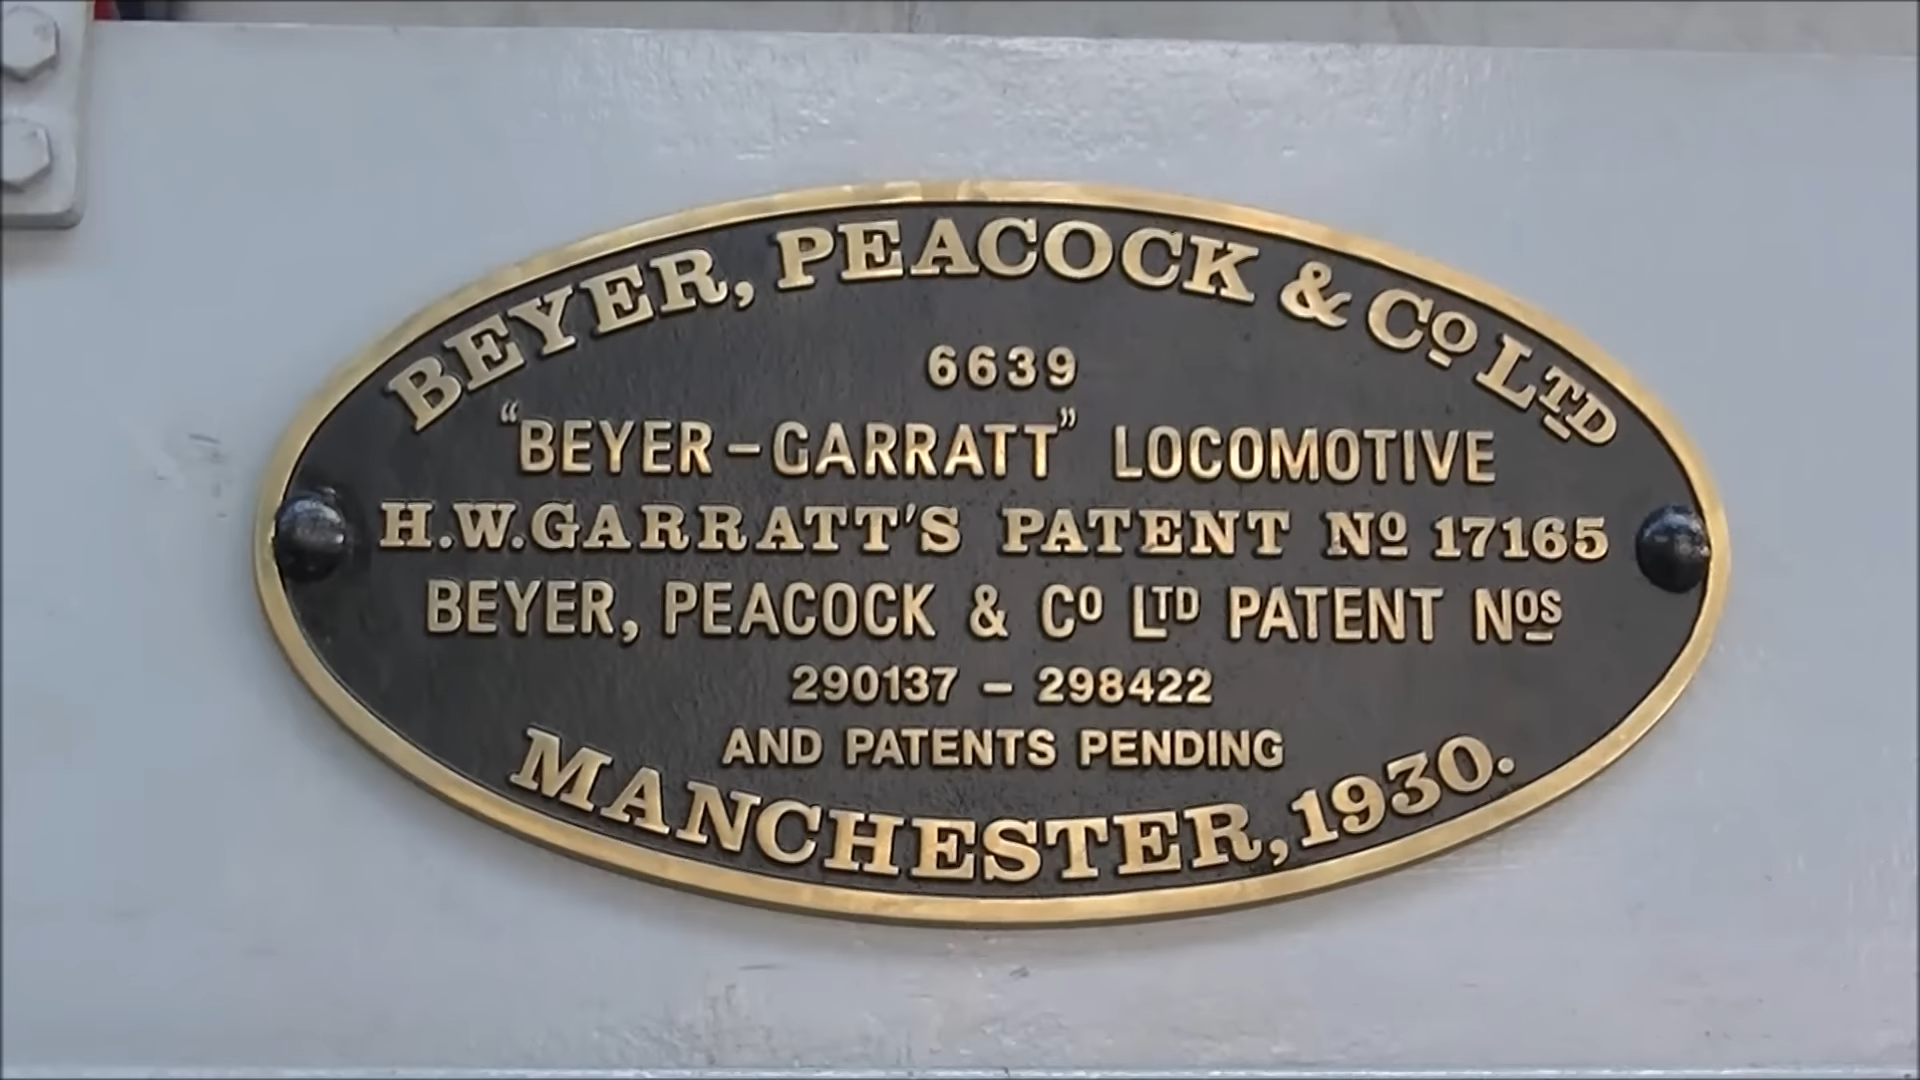 BEYER, PEACOCK & Co LTD
6639
"BEYER-GARRATT" LOCOMOTIVE
H.W.GARRATT'S PATENT No 17165
BEYER, PEACOCK & Co LTD PATENT Nos
290137 - 298422
AND PATENTS PENDING
MANCHESTER, 1930.